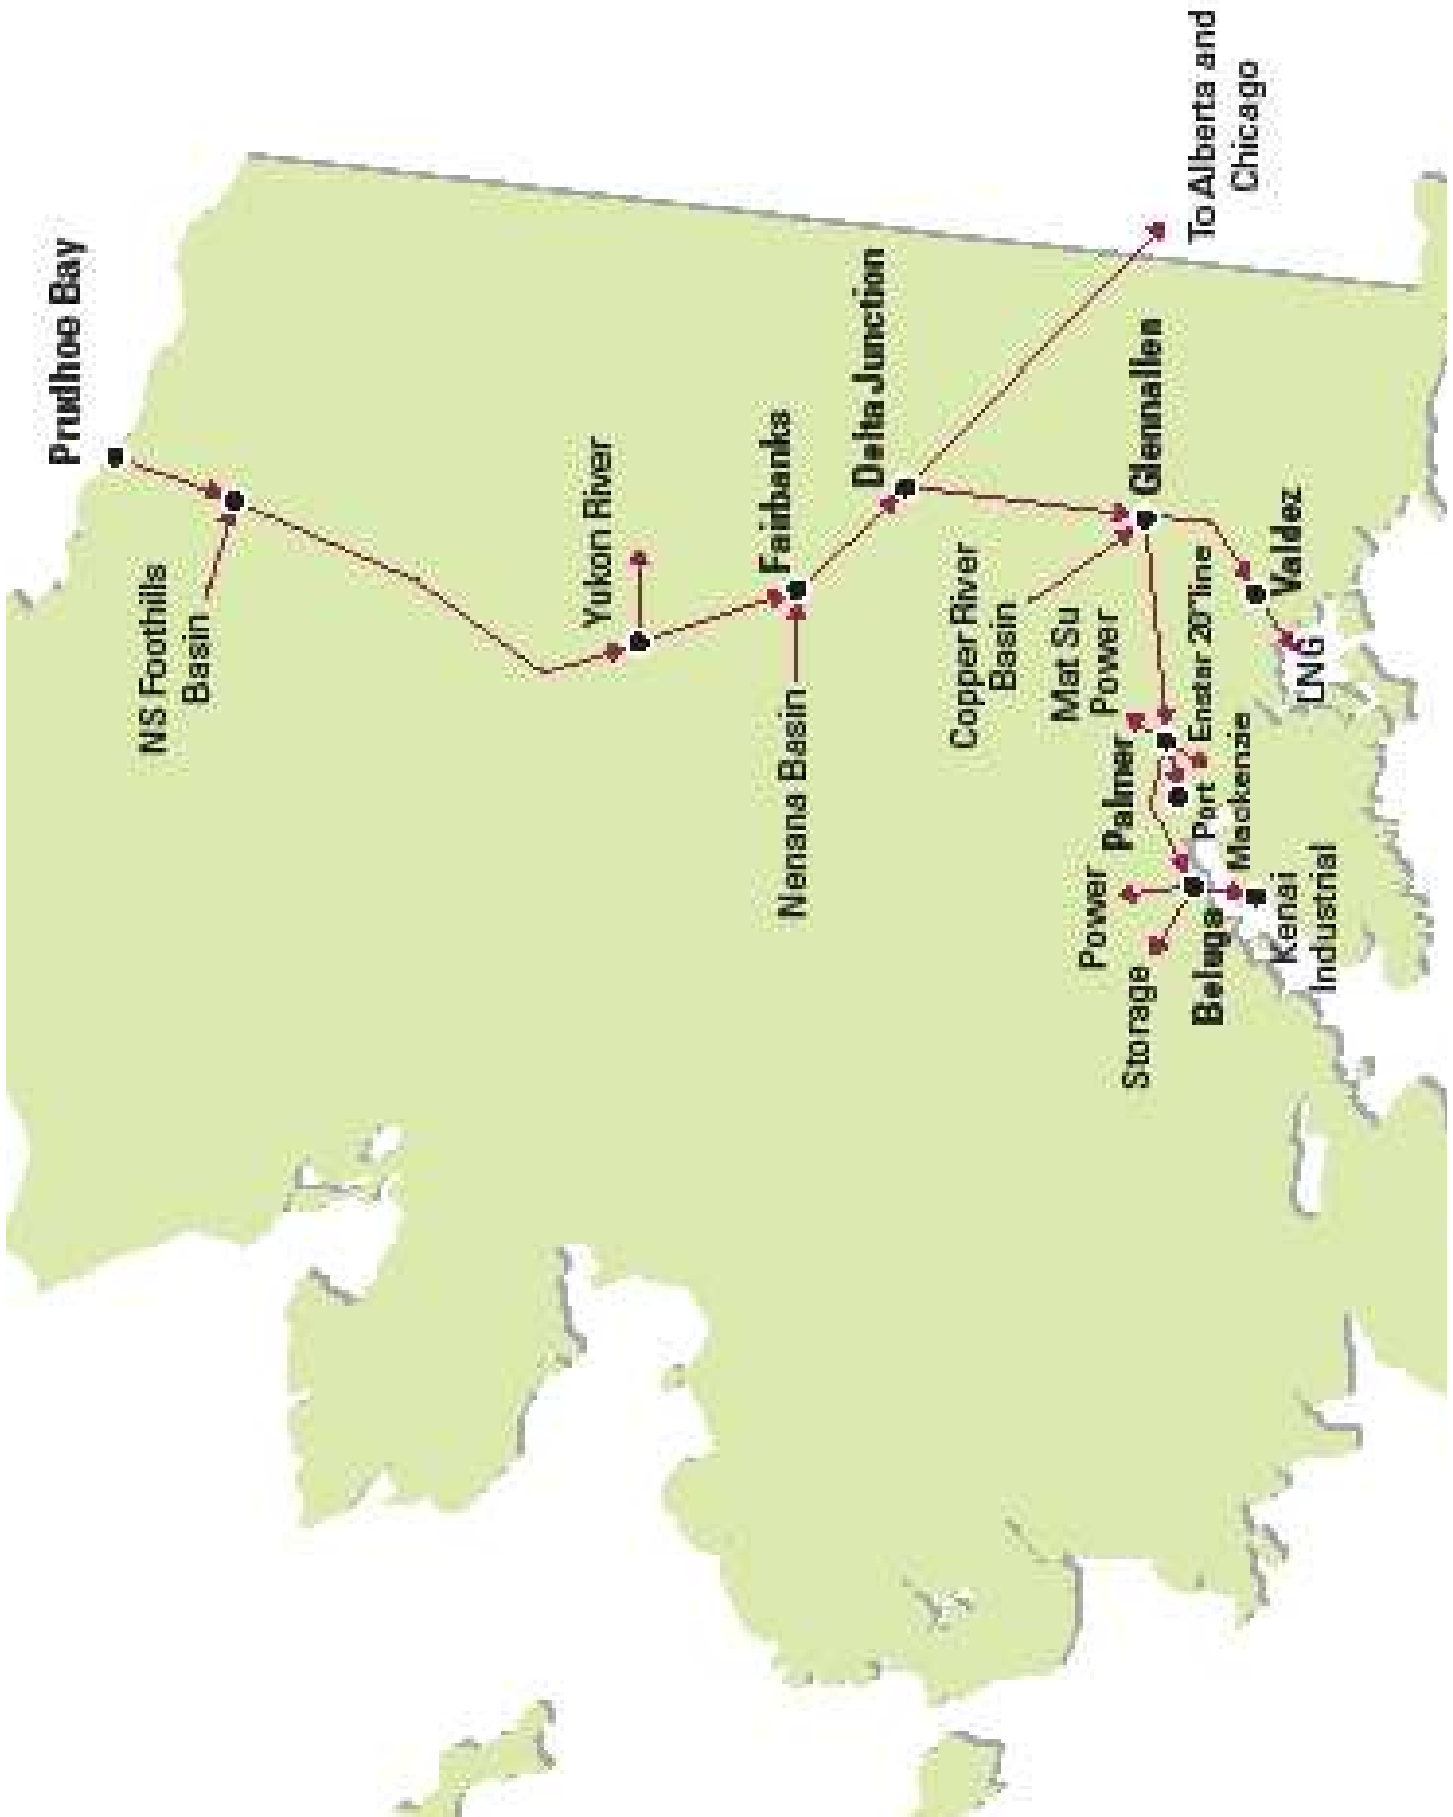 Prudhoe Bay
NS Foothills
Basin
Yukon River
Fairbanks
Nenana Basin
Delta Junction
To Alberta and
Chicago
Copper River
Basin
Glennallen
Mat Su
Power
Palmer
Enstar 20" line
Port
Mackenzie
Valdez
LNG
Power
Storage
Beluga
Kenai
Industrial